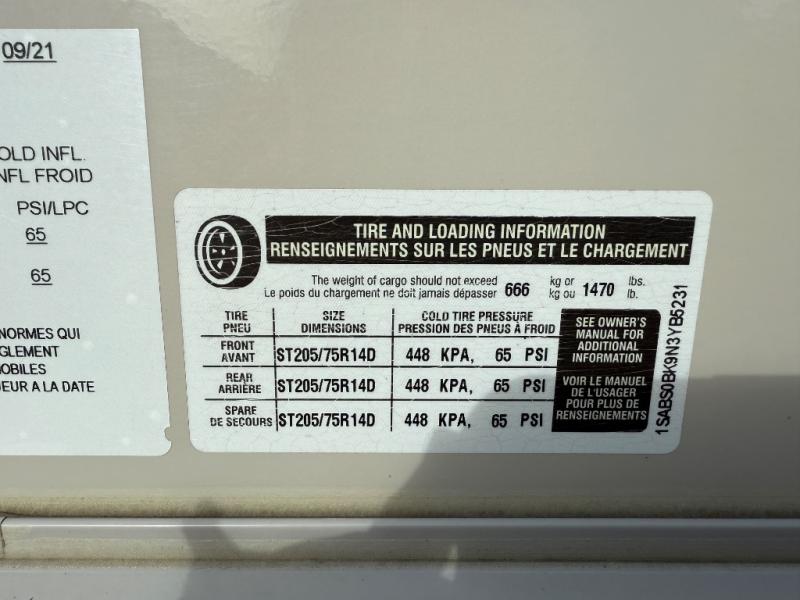 09/21
OLD INFL.
NFL FROID
PSI/LPC
65
65
NORMES QUI
GLEMENT
OBILES
EUR A LA DATE
TIRE AND LOADING INFORMATION
RENSEIGNEMENTS SUR LES PNEUS ET LE CHARGEMENT
The weight of cargo should not exceed 666 kg or 1470 lbs.
Le poids du chargement ne doit jamais dépasser kg ou lb.
TIRE SIZE COLD TIRE PRESSURE
PNEU DIMENSIONS PRESSION DES PNEUS À FROID
FRONT
AVANT ST205/75R14D 448 KPA, 65 PSI
REAR
ARRIÈRE ST205/75R14D 448 KPA, 65 PSI
SPARE
DE SECOURS ST205/75R14D 448 KPA, 65 PSI
SEE OWNER'S
MANUAL FOR
ADDITIONAL
INFORMATION
VOIR LE MANUEL
DE L'USAGER
POUR PLUS DE
RENSEIGNEMENTS
1SABS0BK9N3YB5231